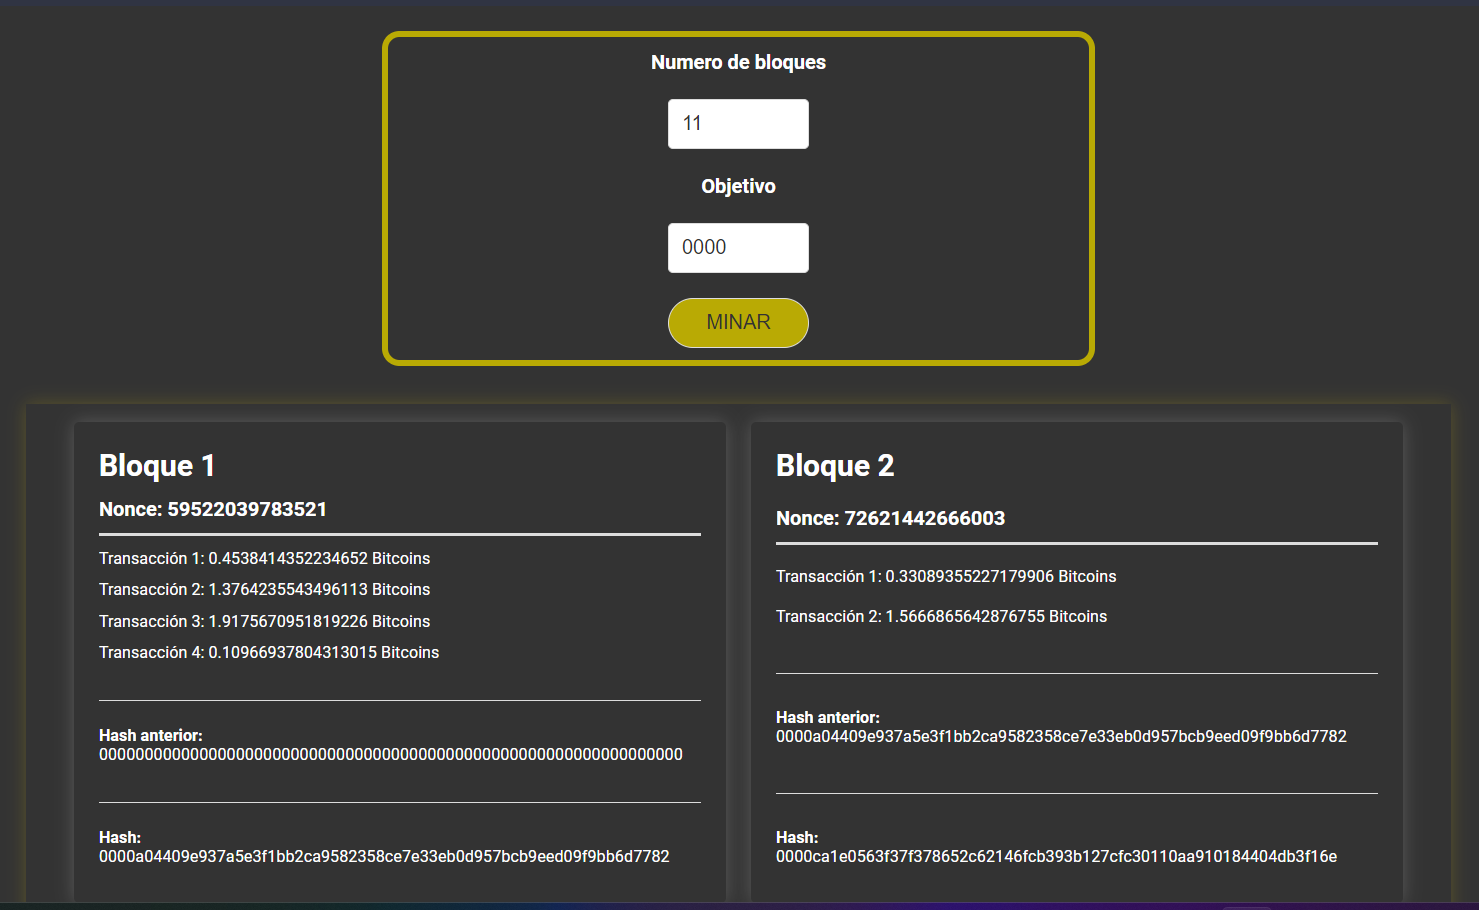 Numero de bloques
11
Objetivo
0000
MINAR
Bloque 1
Nonce: 59522039783521
Transacción 1: 0.4538414352234652 Bitcoins
Transacción 2: 1.3764235543496113 Bitcoins
Transacción 3: 1.9175670951819226 Bitcoins
Transacción 4: 0.10966937804313015 Bitcoins
Hash anterior:
0000000000000000000000000000000000000000000000000000000000000000
Hash:
0000a04409e937a5e3f1bb2ca9582358ce7e33eb0d957bcb9eed09f9bb6d7782
Bloque 2
Nonce: 72621442666003
Transacción 1: 0.33089355227179906 Bitcoins
Transacción 2: 1.5666865642876755 Bitcoins
Hash anterior:
0000a04409e937a5e3f1bb2ca9582358ce7e33eb0d957bcb9eed09f9bb6d7782
Hash:
0000ca1e0563f37f378652c62146fcb393b127cfc30110aa910184404db3f16e